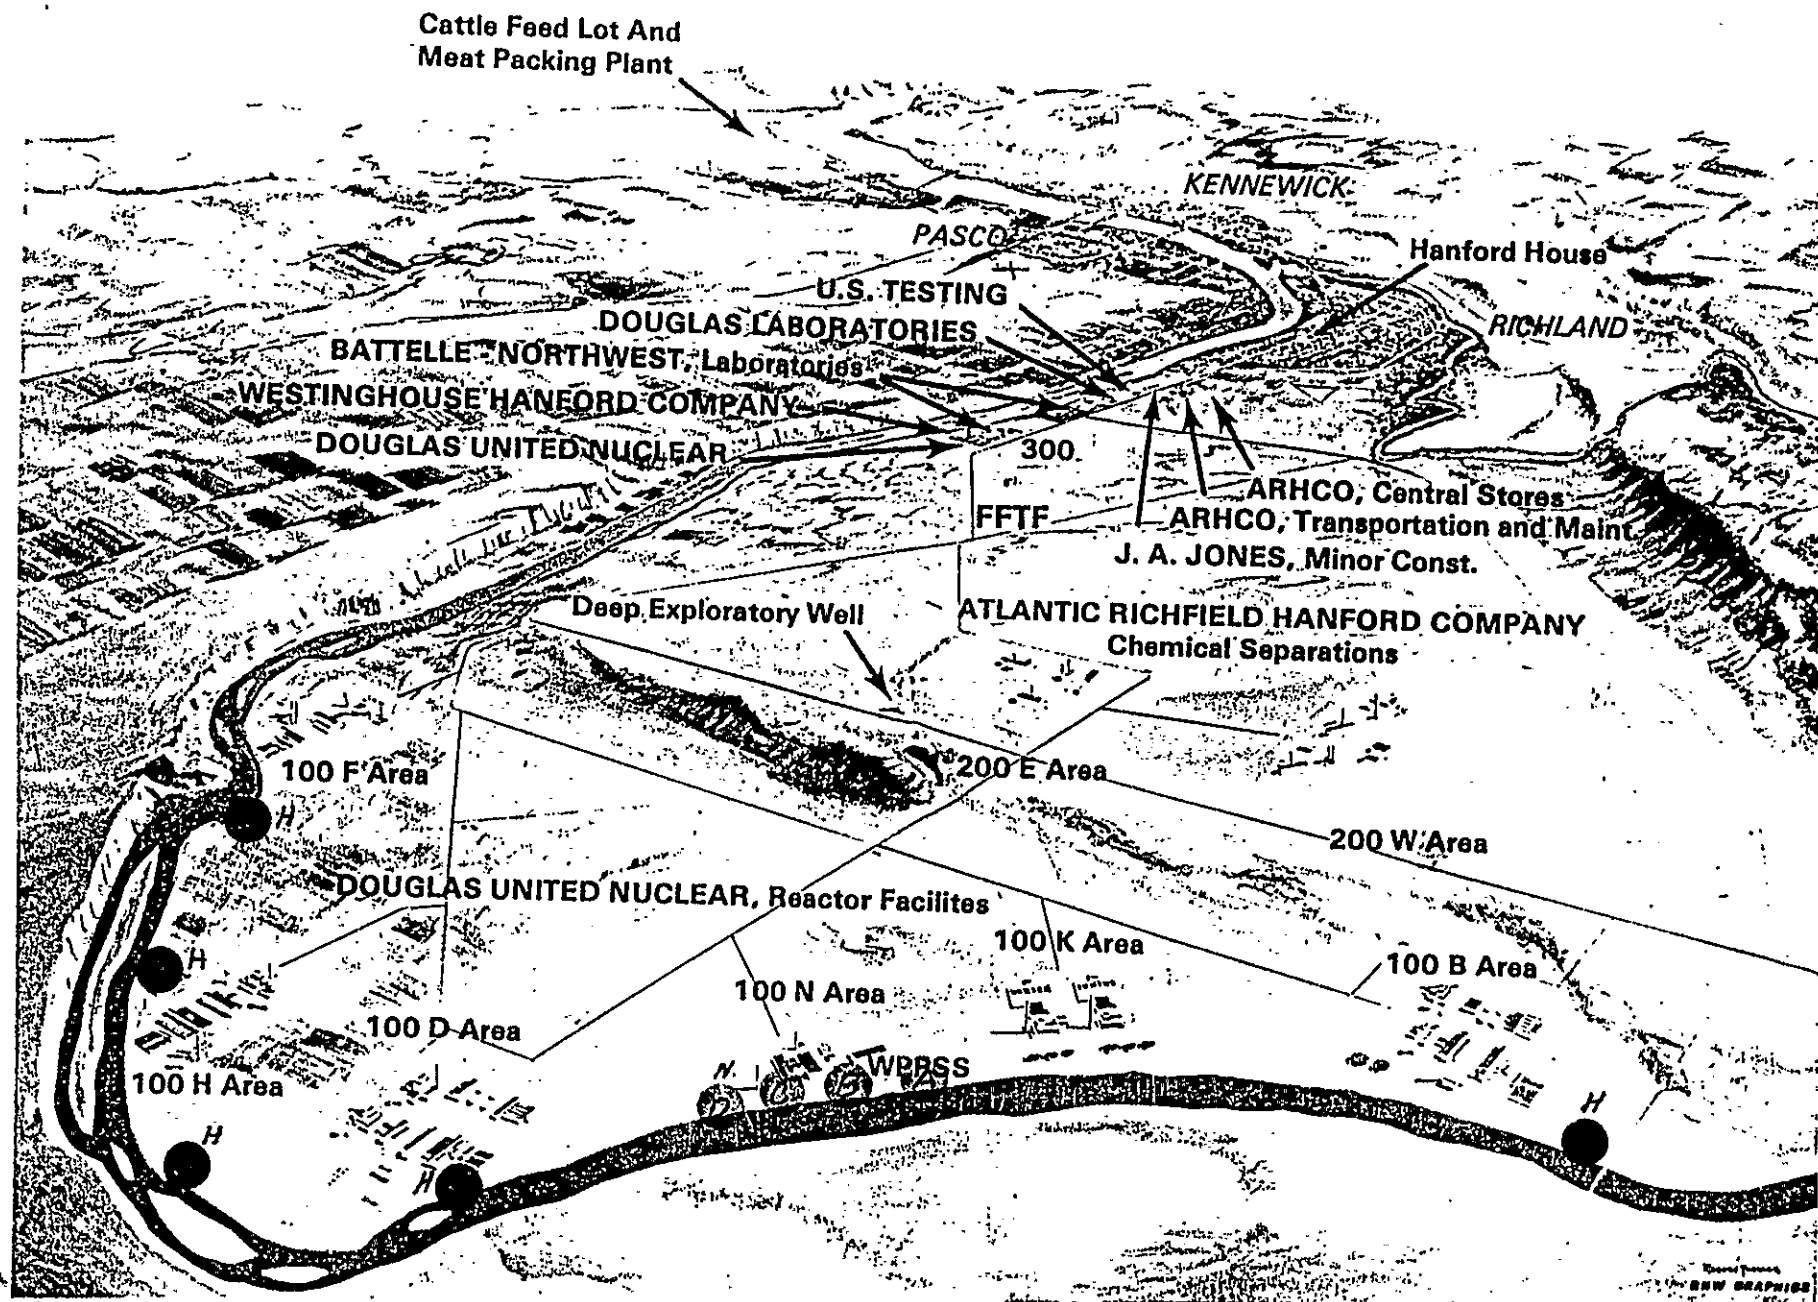 Cattle Feed Lot And
Meat Packing Plant
KENNEWICK
PASCO
Hanford House
U.S. TESTING
DOUGLAS LABORATORIES
RICHLAND
BATTELLE-NORTHWEST, Laboratories
WESTINGHOUSE HANFORD COMPANY
DOUGLAS UNITED NUCLEAR
300
ARHCO, Central Stores
FFTF
ARHCO, Transportation and Maint.
J. A. JONES, Minor Const.
Deep Exploratory Well
ATLANTIC RICHFIELD HANFORD COMPANY
Chemical Separations
100 F Area
200 E Area
H
200 W Area
DOUGLAS UNITED NUCLEAR, Reactor Facilites
100 K Area
H
100 B Area
100 N Area
100 D Area
WPPSS
N
100 H Area
H
H
H
BNW GRAPHICS